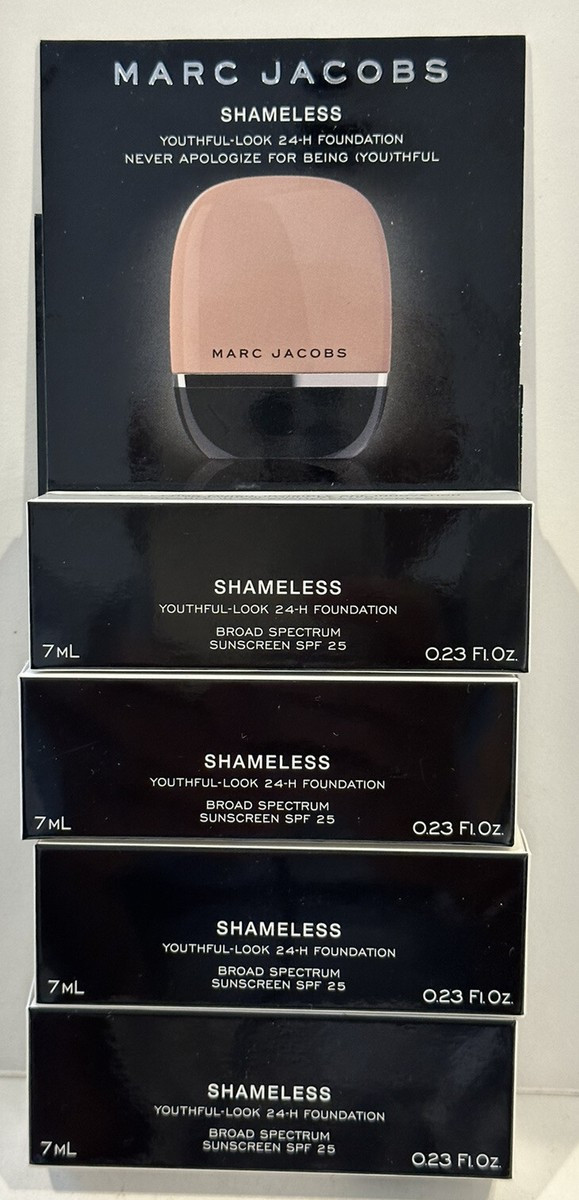 MARC JACOBS
SHAMELESS
YOUTHFUL-LOOK 24-H FOUNDATION
NEVER APOLOGIZE FOR BEING (YOU)THFUL
MARC JACOBS
SHAMELESS
YOUTHFUL-LOOK 24-H FOUNDATION
BROAD SPECTRUM
SUNSCREEN SPF 25
7ML
0.23 Fl.Oz.
SHAMELESS
YOUTHFUL-LOOK 24-H FOUNDATION
BROAD SPECTRUM
SUNSCREEN SPF 25
7ML
0.23 Fl.Oz.
SHAMELESS
YOUTHFUL-LOOK 24-H FOUNDATION
BROAD SPECTRUM
SUNSCREEN SPF 25
7ML
0.23 Fl.Oz.
SHAMELESS
YOUTHFUL-LOOK 24-H FOUNDATION
BROAD SPECTRUM
SUNSCREEN SPF 25
7ML
0.23 Fl.Oz.